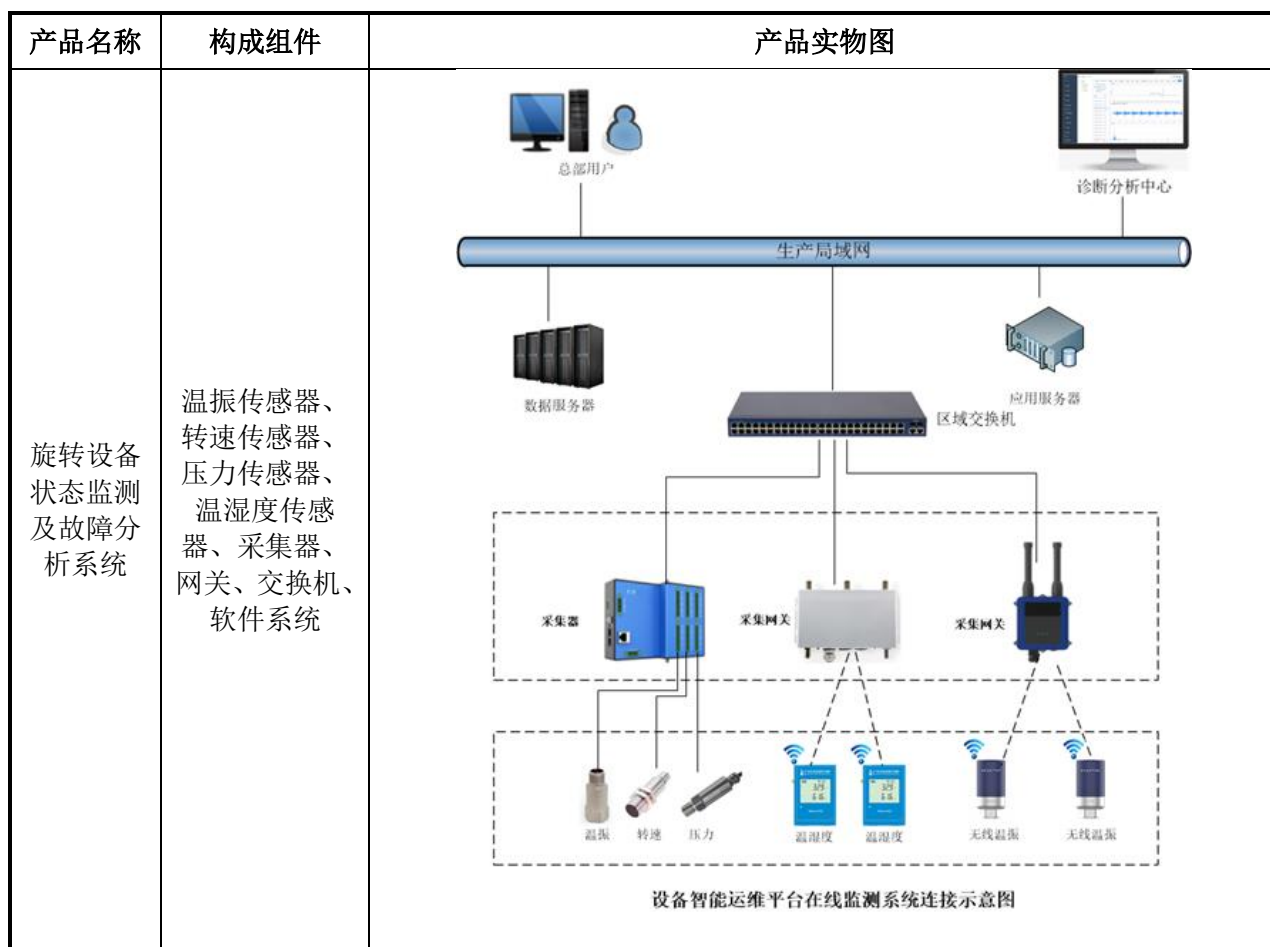 产品名称
构成组件
产品实物图
旋转设备
状态监测
及故障分
析系统
温振传感器、
转速传感器、
压力传感器、
温湿度传感
器、采集器、
网关、交换机、
软件系统
总部用户
诊断分析中心
生产局域网
数据服务器
应用服务器
区域交换机
采集器
采集网关
采集网关
温振
转速
压力
温湿度
温湿度
无线温振
无线温振
设备智能运维平台在线监测系统连接示意图